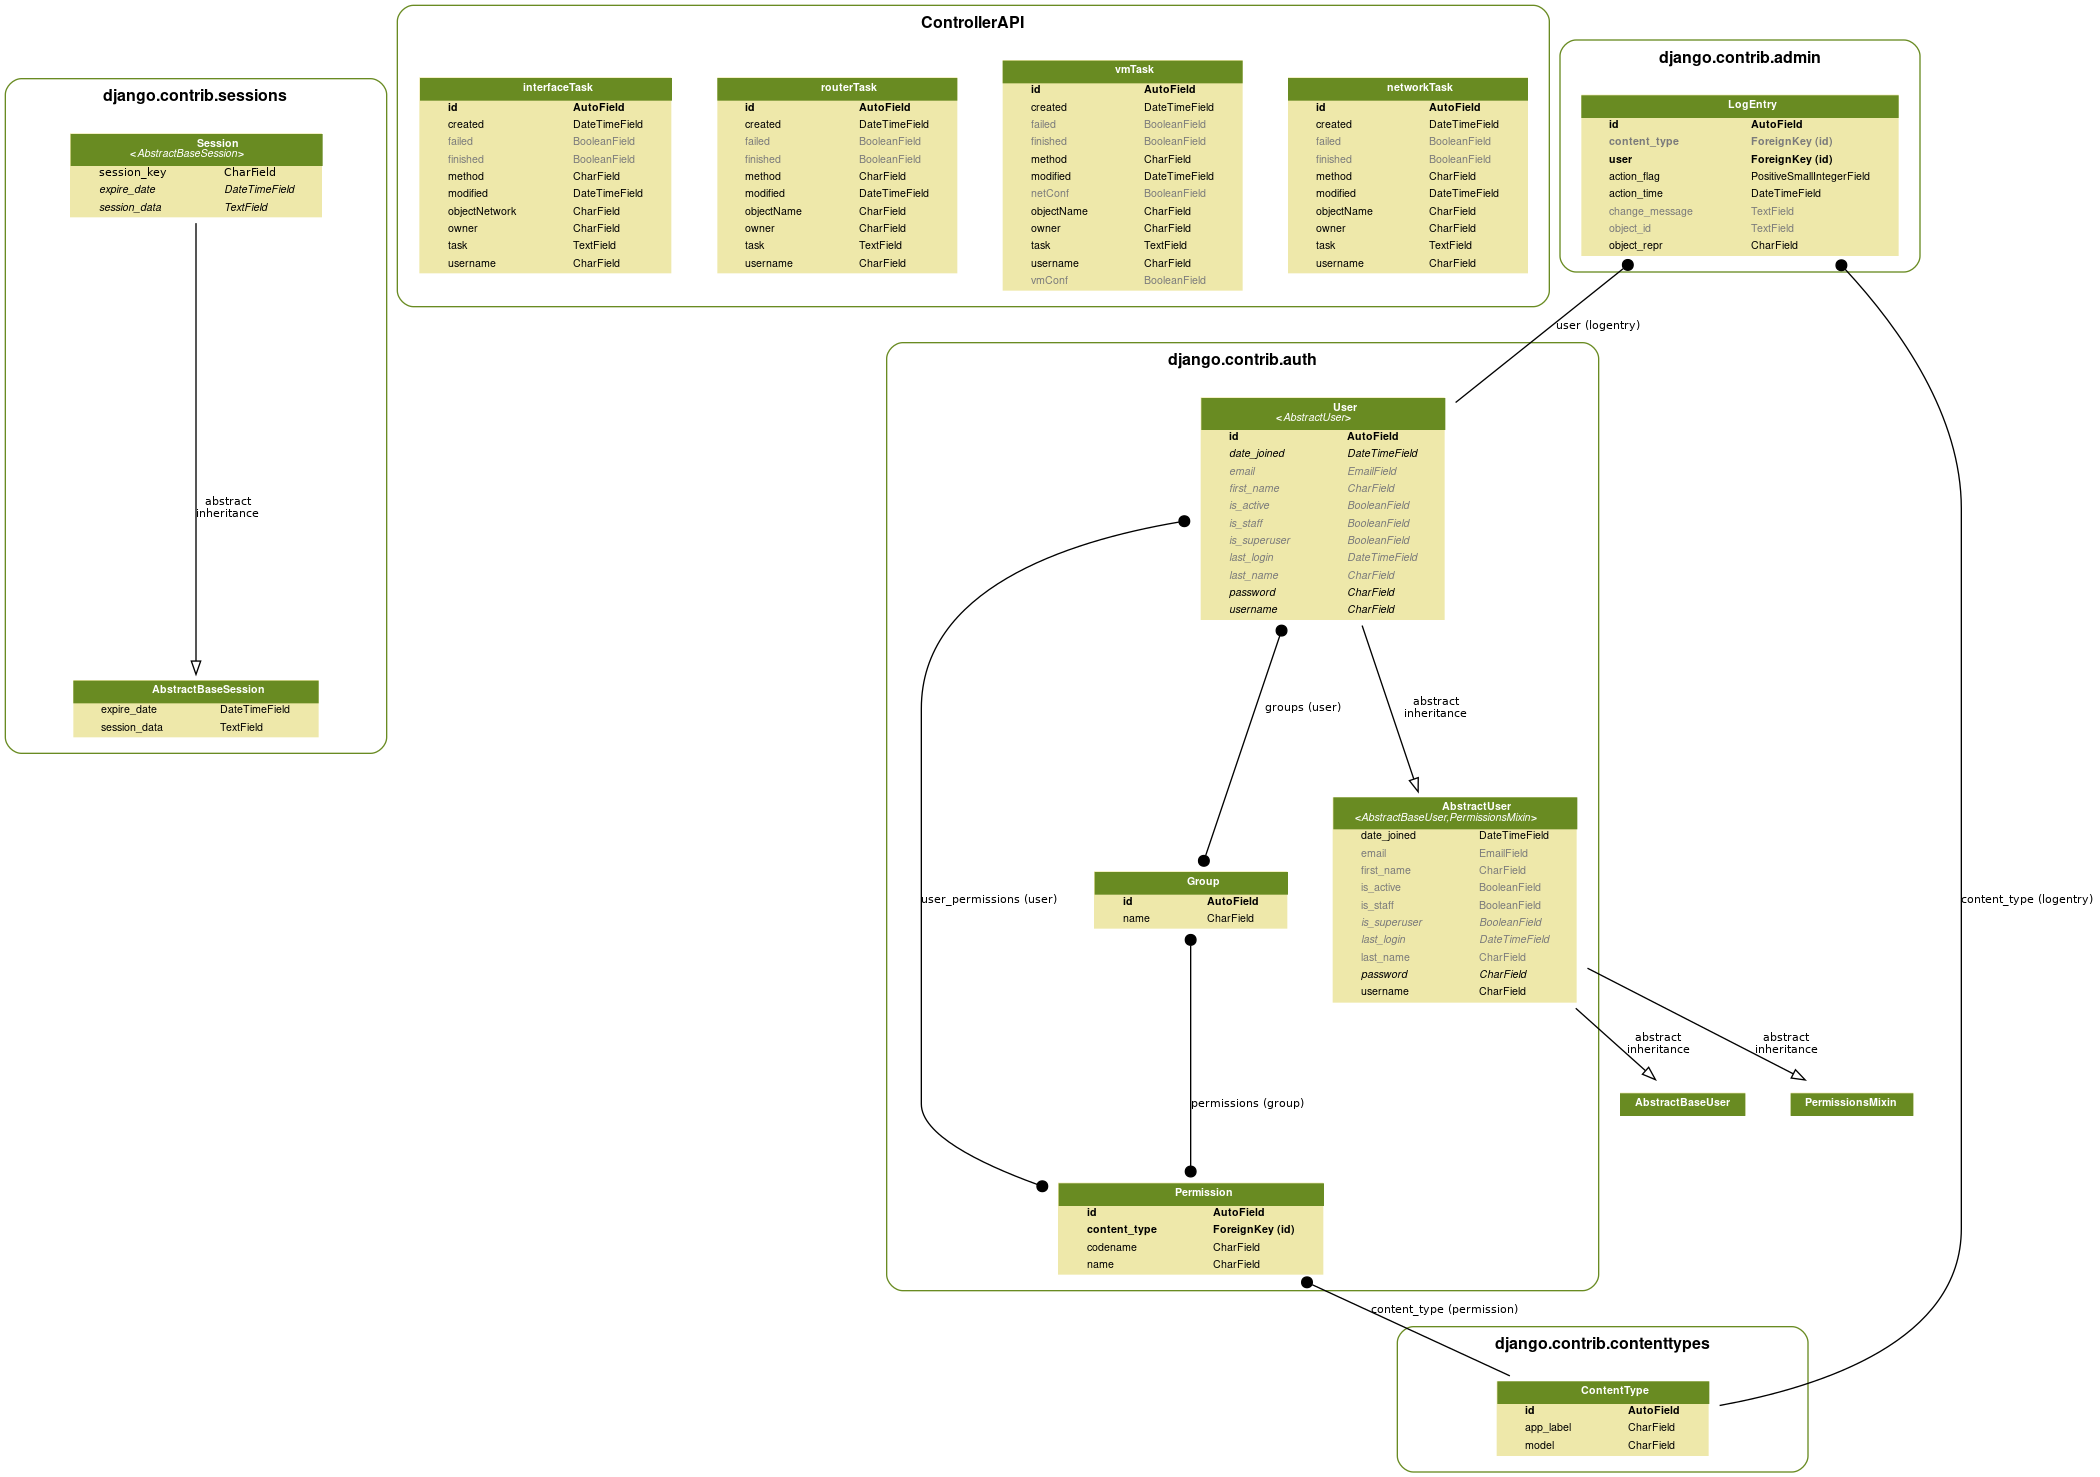 ControllerAPI
interfaceTask
id AutoField
created DateTimeField
failed BooleanField
finished BooleanField
method CharField
modified DateTimeField
objectNetwork CharField
owner CharField
task TextField
username CharField
routerTask
id AutoField
created DateTimeField
failed BooleanField
finished BooleanField
method CharField
modified DateTimeField
objectName CharField
owner CharField
task TextField
username CharField
vmTask
id AutoField
created DateTimeField
failed BooleanField
finished BooleanField
method CharField
modified DateTimeField
netConf BooleanField
objectName CharField
owner CharField
task TextField
username CharField
vmConf BooleanField
networkTask
id AutoField
created DateTimeField
failed BooleanField
finished BooleanField
method CharField
modified DateTimeField
objectName CharField
owner CharField
task TextField
username CharField
django.contrib.admin
LogEntry
id AutoField
content_type ForeignKey (id)
user ForeignKey (id)
action_flag PositiveSmallIntegerField
action_time DateTimeField
change_message TextField
object_id TextField
object_repr CharField
django.contrib.sessions
Session
<AbstractBaseSession>
session_key CharField
expire_date DateTimeField
session_data TextField
abstract
inheritance
AbstractBaseSession
expire_date DateTimeField
session_data TextField
user (logentry)
django.contrib.auth
User
<AbstractUser>
id AutoField
date_joined DateTimeField
email EmailField
first_name CharField
is_active BooleanField
is_staff BooleanField
is_superuser BooleanField
last_login DateTimeField
last_name CharField
password CharField
username CharField
groups (user)
abstract
inheritance
AbstractUser
<AbstractBaseUser,PermissionsMixin>
date_joined DateTimeField
email EmailField
first_name CharField
is_active BooleanField
is_staff BooleanField
is_superuser BooleanField
last_login DateTimeField
last_name CharField
password CharField
username CharField
Group
id AutoField
name CharField
user_permissions (user)
content_type (logentry)
abstract
inheritance
abstract
inheritance
AbstractBaseUser
PermissionsMixin
permissions (group)
Permission
id AutoField
content_type ForeignKey (id)
codename CharField
name CharField
content_type (permission)
django.contrib.contenttypes
ContentType
id AutoField
app_label CharField
model CharField